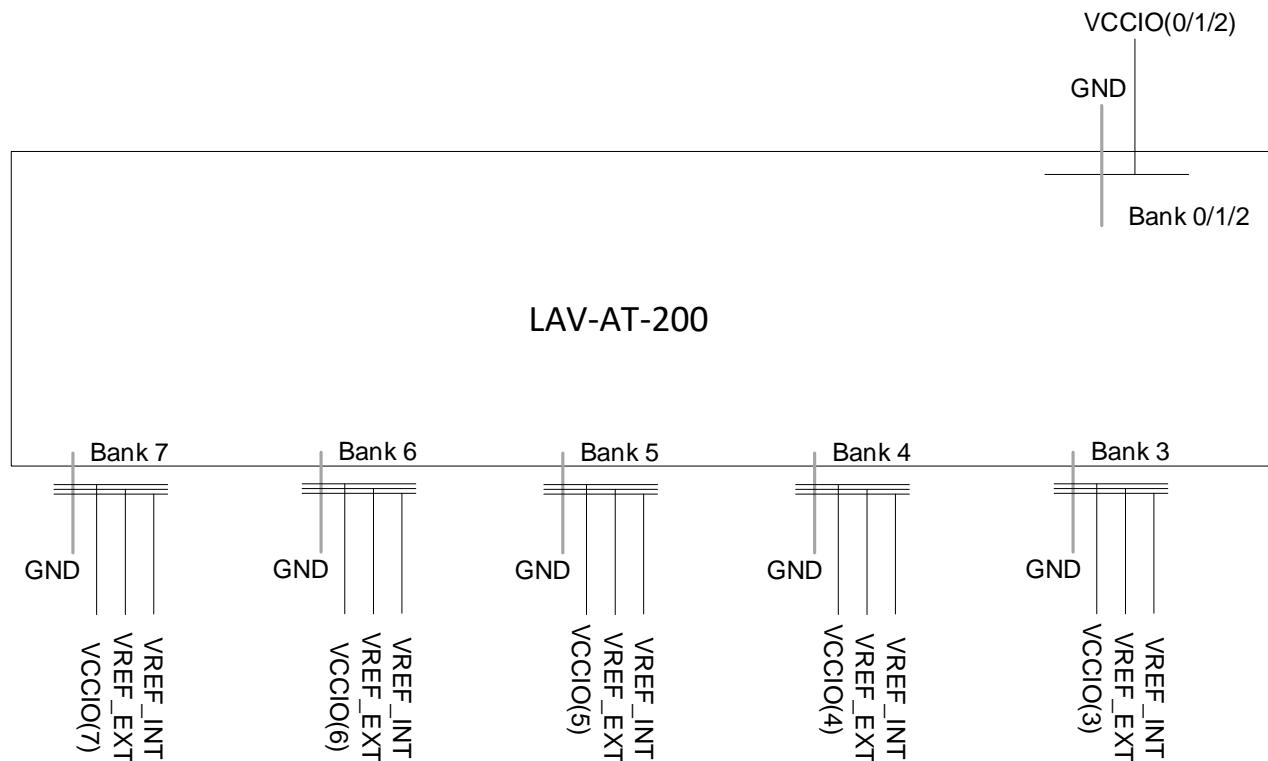 VCCIO(0/1/2)
GND
Bank 0/1/2
LAV-AT-200
Bank 7
Bank 6
Bank 5
Bank 4
Bank 3
GND
GND
GND
GND
GND
VCCIO(7)
VREF_EXT
VREF_INT
VCCIO(6)
VREF_EXT
VREF_INT
VCCIO(5)
VREF_EXT
VREF_INT
VCCIO(4)
VREF_EXT
VREF_INT
VCCIO(3)
VREF_EXT
VREF_INT